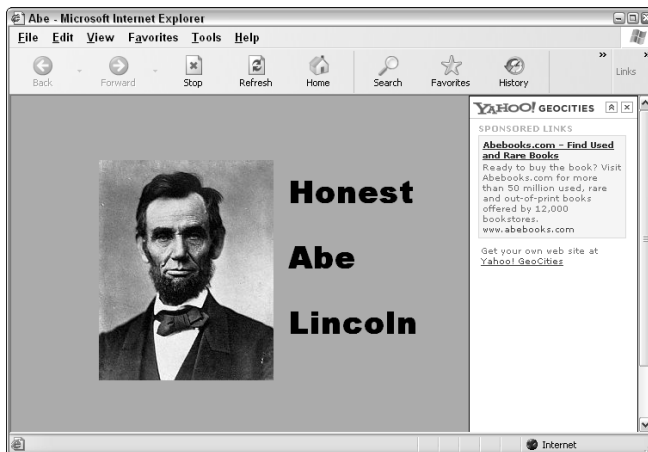 Abe - Microsoft Internet Explorer
File Edit View Favorites Tools Help
Back Forward Stop Refresh Home Search Favorites History » Links »
YAHOO! GEOCITIES
SPONSORED LINKS
Abebooks.com – Find Used
and Rare Books
Ready to buy the book? Visit
Abebooks.com for more
than 50 million used, rare
and out-of-print books
offered by 12,000
bookstores.
www.abebooks.com
Get your own web site at
Yahoo! GeoCities
Honest
Abe
Lincoln
Internet